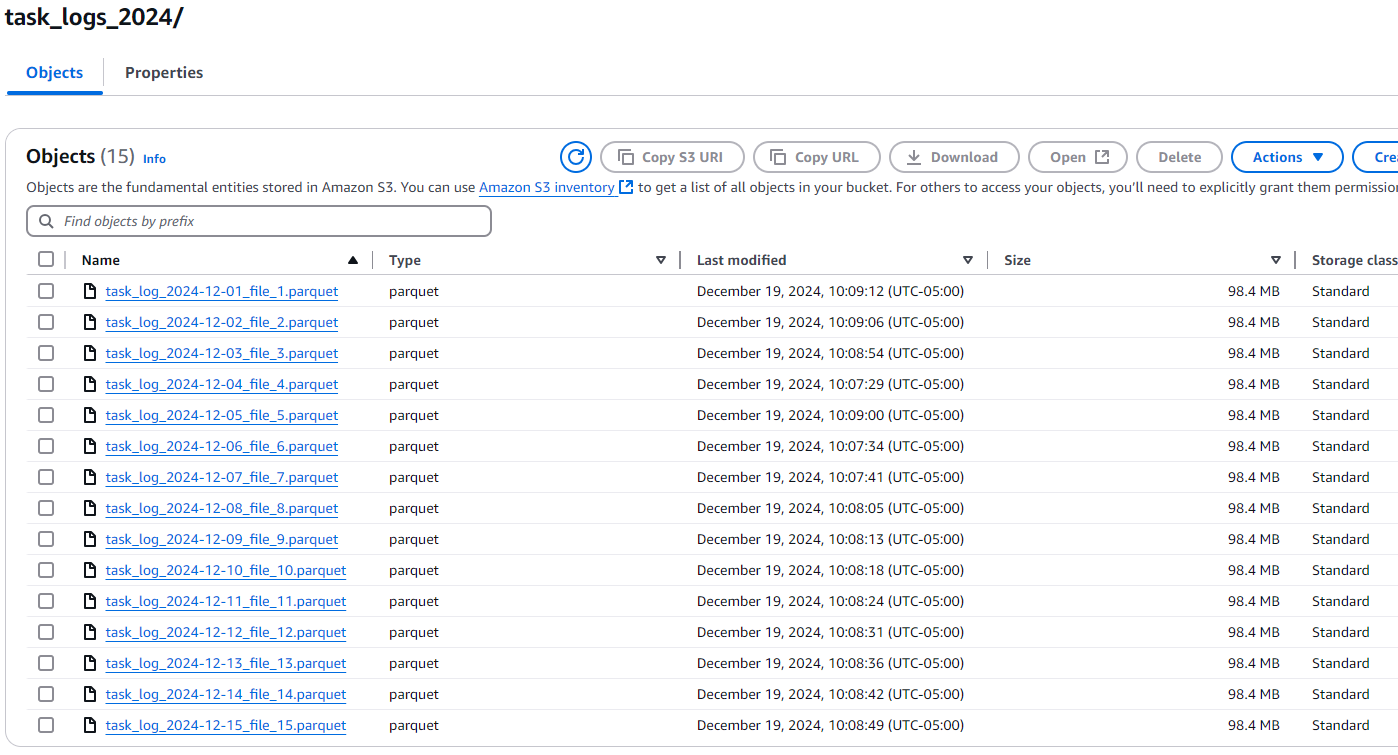 task_logs_2024/
Objects Properties
Objects (15) Info Copy S3 URI Copy URL Download Open Delete Actions
Objects are the fundamental entities stored in Amazon S3. You can use Amazon S3 inventory to get a list of all objects in your bucket. For others to access your objects, you'll need to explicitly grant them
Find objects by prefix
Name Type Last modified Size Storage class
task_log_2024-12-01_file_1.parquet parquet December 19, 2024, 10:09:12 (UTC-05:00) 98.4 MB Standard
task_log_2024-12-02_file_2.parquet parquet December 19, 2024, 10:09:06 (UTC-05:00) 98.4 MB Standard
task_log_2024-12-03_file_3.parquet parquet December 19, 2024, 10:08:54 (UTC-05:00) 98.4 MB Standard
task_log_2024-12-04_file_4.parquet parquet December 19, 2024, 10:07:29 (UTC-05:00) 98.4 MB Standard
task_log_2024-12-05_file_5.parquet parquet December 19, 2024, 10:09:00 (UTC-05:00) 98.4 MB Standard
task_log_2024-12-06_file_6.parquet parquet December 19, 2024, 10:07:34 (UTC-05:00) 98.4 MB Standard
task_log_2024-12-07_file_7.parquet parquet December 19, 2024, 10:07:41 (UTC-05:00) 98.4 MB Standard
task_log_2024-12-08_file_8.parquet parquet December 19, 2024, 10:08:05 (UTC-05:00) 98.4 MB Standard
task_log_2024-12-09_file_9.parquet parquet December 19, 2024, 10:08:13 (UTC-05:00) 98.4 MB Standard
task_log_2024-12-10_file_10.parquet parquet December 19, 2024, 10:08:18 (UTC-05:00) 98.4 MB Standard
task_log_2024-12-11_file_11.parquet parquet December 19, 2024, 10:08:24 (UTC-05:00) 98.4 MB Standard
task_log_2024-12-12_file_12.parquet parquet December 19, 2024, 10:08:31 (UTC-05:00) 98.4 MB Standard
task_log_2024-12-13_file_13.parquet parquet December 19, 2024, 10:08:36 (UTC-05:00) 98.4 MB Standard
task_log_2024-12-14_file_14.parquet parquet December 19, 2024, 10:08:42 (UTC-05:00) 98.4 MB Standard
task_log_2024-12-15_file_15.parquet parquet December 19, 2024, 10:08:49 (UTC-05:00) 98.4 MB Standard